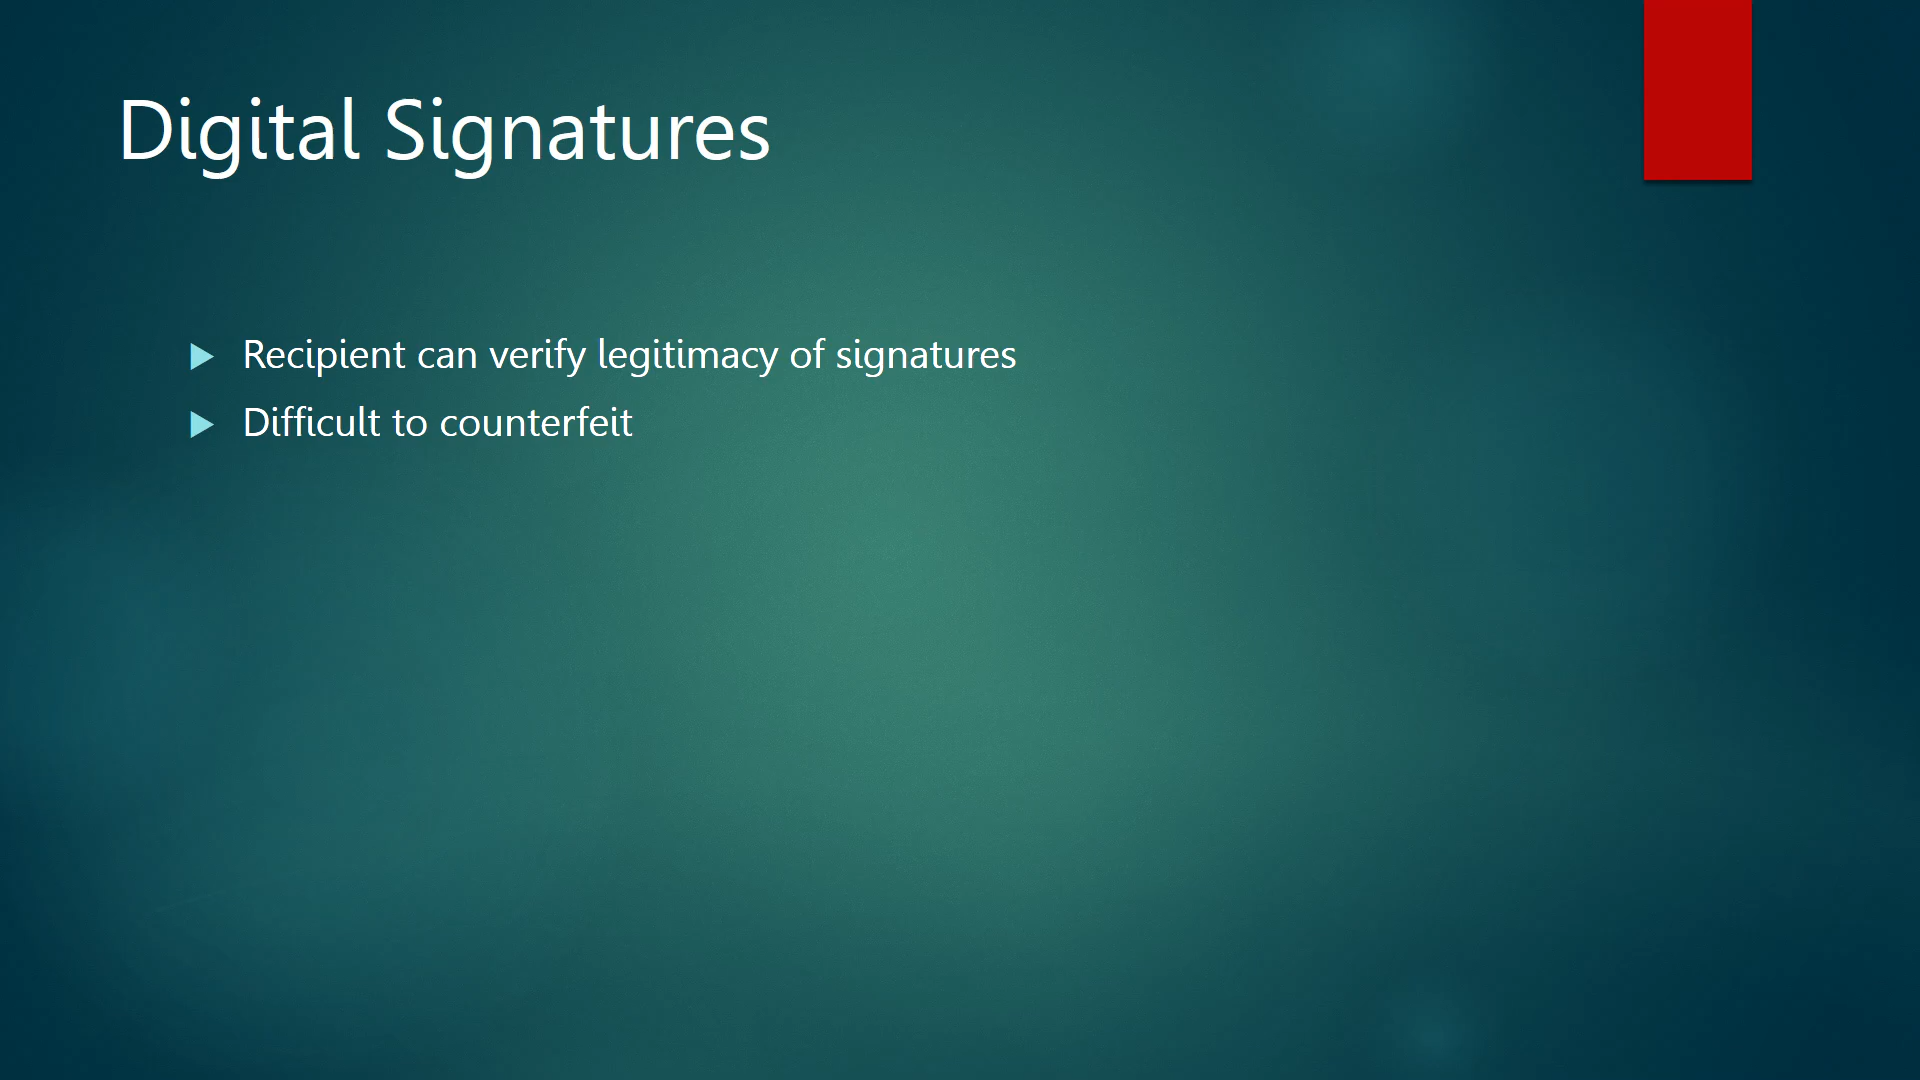 Digital Signatures
Recipient can verify legitimacy of signatures
Difficult to counterfeit